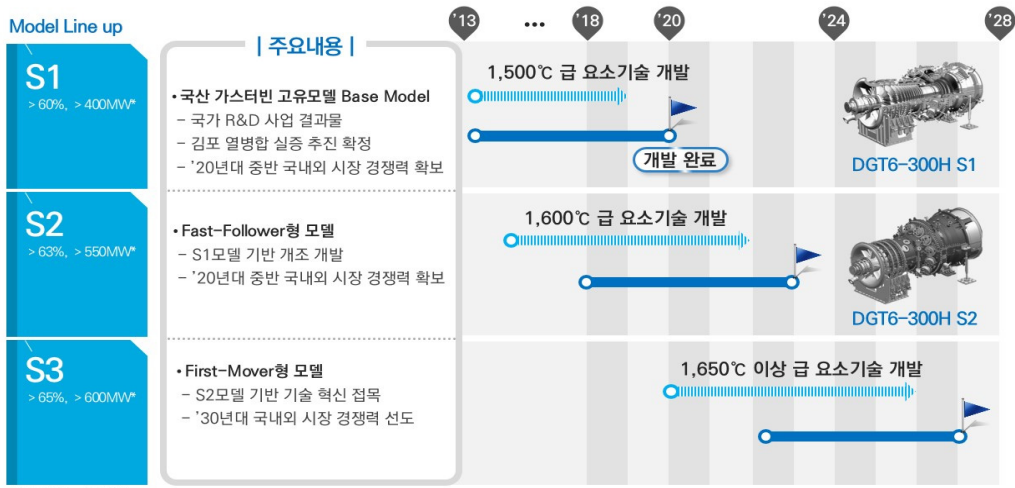 Model Line up
| 주요내용 |
'13
...
'18
'20
'24
'28
S1
> 60%, > 400MW*
• 국산 가스터빈 고유모델 Base Model
- 국가 R&D 사업 결과물
- 김포 열병합 실증 추진 확정
- '20년대 중반 국내외 시장 경쟁력 확보
1,500℃ 급 요소기술 개발
개발 완료
DGT6-300H S1
S2
> 63%, > 550MW*
• Fast-Follower형 모델
- S1모델 기반 개조 개발
- '20년대 중반 국내외 시장 경쟁력 확보
1,600℃ 급 요소기술 개발
DGT6-300H S2
S3
> 65%, > 600MW*
• First-Mover형 모델
- S2모델 기반 기술 혁신 접목
- '30년대 국내외 시장 경쟁력 선도
1,650℃ 이상 급 요소기술 개발